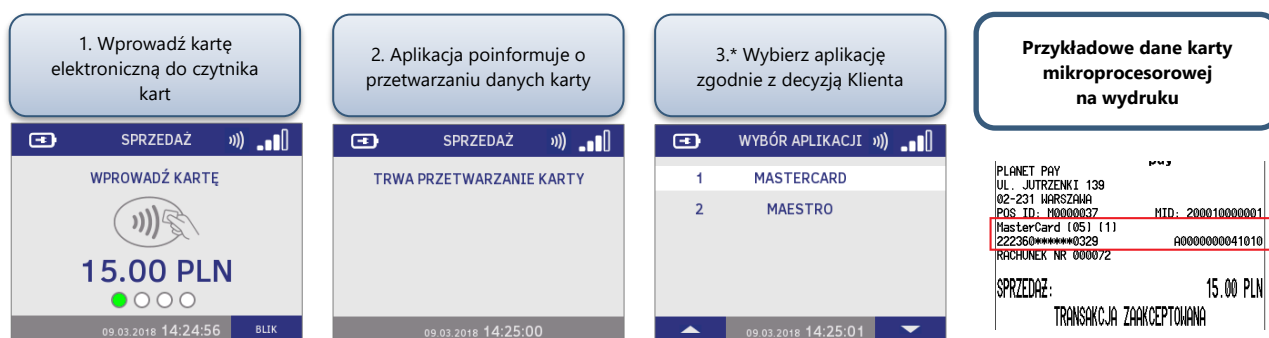 1. Wprowadź kartę
elektroniczną do czytnika
kart
2. Aplikacja poinformuje o
przetwarzaniu danych karty
3.* Wybierz aplikację
zgodnie z decyzją Klienta
Przykładowe dane karty
mikroprocesorowej
na wydruku
SPRZEDAŻ
WPROWADŹ KARTĘ
15.00 PLN
09.03.2018 14:24:56 BLIK
SPRZEDAŻ
TRWA PRZETWARZANIE KARTY
09.03.2018 14:25:00
WYBÓR APLIKACJI
1 MASTERCARD
2 MAESTRO
09.03.2018 14:25:01
pay
PLANET PAY
UL. JUTRZENKI 139
02-231 WARSZAWA
POS ID: M0000037 MID: 200010000001
MasterCard (05) (1)
222360******0329 A0000000041010
RACHUNEK NR 000072
SPRZEDAŻ: 15.00 PLN
TRANSAKCJA ZAAKCEPTOWANA